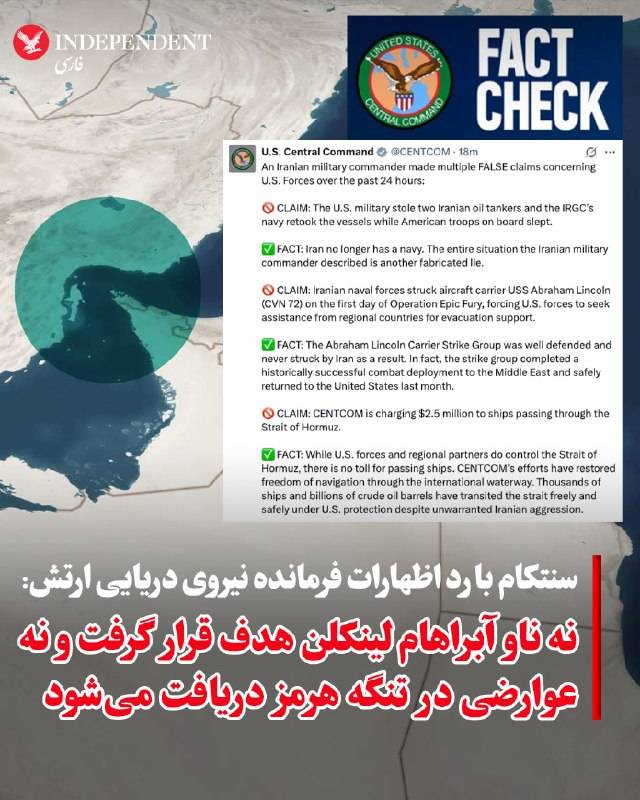 INDEPENDENT
فارسی
UNITED STATES
CENTRAL COMMAND
FACT
CHECK
U.S. Central Command @CENTCOM · 18m
An Iranian military commander made multiple FALSE claims concerning
U.S. Forces over the past 24 hours:
🚫 CLAIM: The U.S. military stole two Iranian oil tankers and the IRGC's
navy retook the vessels while American troops on board slept.
✅ FACT: Iran no longer has a navy. The entire situation the Iranian military
commander described is another fabricated lie.
🚫 CLAIM: Iranian naval forces struck aircraft carrier USS Abraham Lincoln
(CVN 72) on the first day of Operation Epic Fury, forcing U.S. forces to seek
assistance from regional countries for evacuation support.
✅ FACT: The Abraham Lincoln Carrier Strike Group was well defended and
never struck by Iran as a result. In fact, the strike group completed a
historically successful combat deployment to the Middle East and safely
returned to the United States last month.
🚫 CLAIM: CENTCOM is charging $2.5 million to ships passing through the
Strait of Hormuz.
✅ FACT: While U.S. forces and regional partners do control the Strait of
Hormuz, there is no toll for passing ships. CENTCOM's efforts have restored
freedom of navigation through the international waterway. Thousands of
ships and billions of crude oil barrels have transited the strait freely and
safely under U.S. protection despite unwarranted Iranian aggression.
سنتکام با رد اظهارات فرمانده نیروی دریایی ارتش:
نه ناو آبراهام لینکلن هدف قرار گرفت و نه
عوارضی در تنگه هرمز دریافت می‌شود